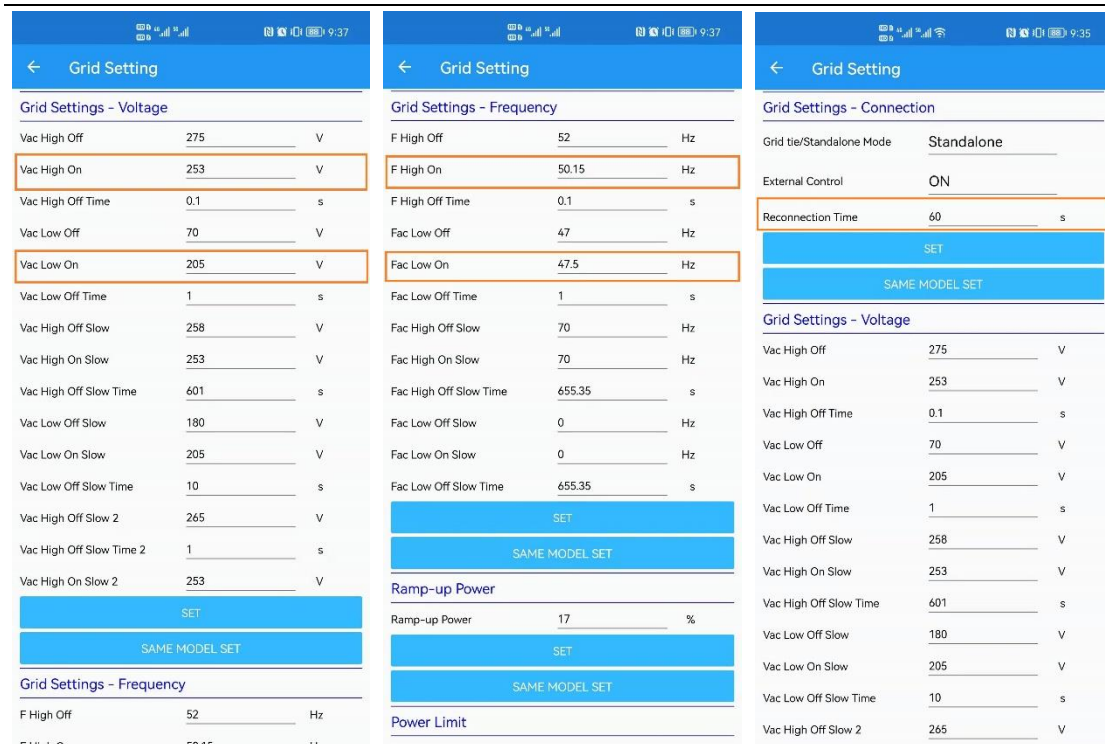 9:37
← Grid Setting
Grid Settings - Voltage
Vac High Off 275 V
Vac High On 253 V
Vac High Off Time 0.1 s
Vac Low Off 70 V
Vac Low On 205 V
Vac Low Off Time 1 s
Vac High Off Slow 258 V
Vac High On Slow 253 V
Vac High Off Slow Time 601 s
Vac Low Off Slow 180 V
Vac Low On Slow 205 V
Vac Low Off Slow Time 10 s
Vac High Off Slow 2 265 V
Vac High Off Slow Time 2 1 s
Vac High On Slow 2 253 V
SET
SAME MODEL SET
Grid Settings - Frequency
F High Off 52 Hz
88 9:37
← Grid Setting
Grid Settings - Frequency
F High Off 52 Hz
F High On 50.15 Hz
F High Off Time 0.1 s
Fac Low Off 47 Hz
Fac Low On 47.5 Hz
Fac Low Off Time 1 s
Fac High Off Slow 70 Hz
Fac High On Slow 70 Hz
Fac High Off Slow Time 655.35 s
Fac Low Off Slow 0 Hz
Fac Low On Slow 0 Hz
Fac Low Off Slow Time 655.35 s
SET
SAME MODEL SET
Ramp-up Power
Ramp-up Power 17 %
SET
SAME MODEL SET
Power Limit
88 9:35
← Grid Setting
Grid Settings - Connection
Grid tie/Standalone Mode Standalone
External Control ON
Reconnection Time 60 s
SET
SAME MODEL SET
Grid Settings - Voltage
Vac High Off 275 V
Vac High On 253 V
Vac High Off Time 0.1 s
Vac Low Off 70 V
Vac Low On 205 V
Vac Low Off Time 1 s
Vac High Off Slow 258 V
Vac High On Slow 253 V
Vac High Off Slow Time 601 s
Vac Low Off Slow 180 V
Vac Low On Slow 205 V
Vac Low Off Slow Time 10 s
Vac High Off Slow 2 265 V